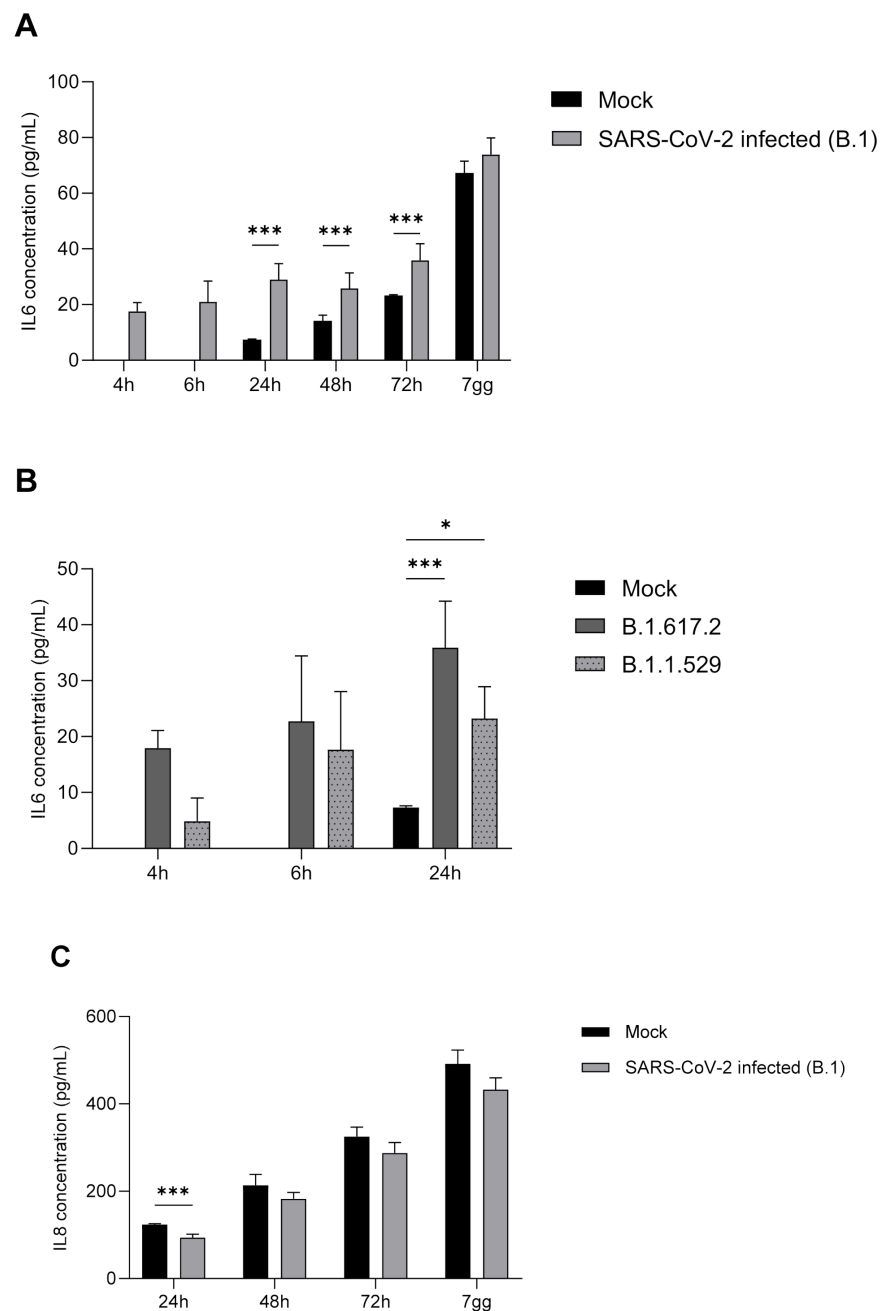 A
IL6 concentration (pg/mL)
100
80
60
40
20
0
*** *** ***
4h 6h 24h 48h 72h 7gg
Mock
SARS-CoV-2 infected (B.1)
B
IL6 concentration (pg/mL)
50
40
30
20
10
0
*
***
4h 6h 24h
Mock
B.1.617.2
B.1.1.529
C
IL8 concentration (pg/mL)
600
400
200
0
***
24h 48h 72h 7gg
Mock
SARS-CoV-2 infected (B.1)